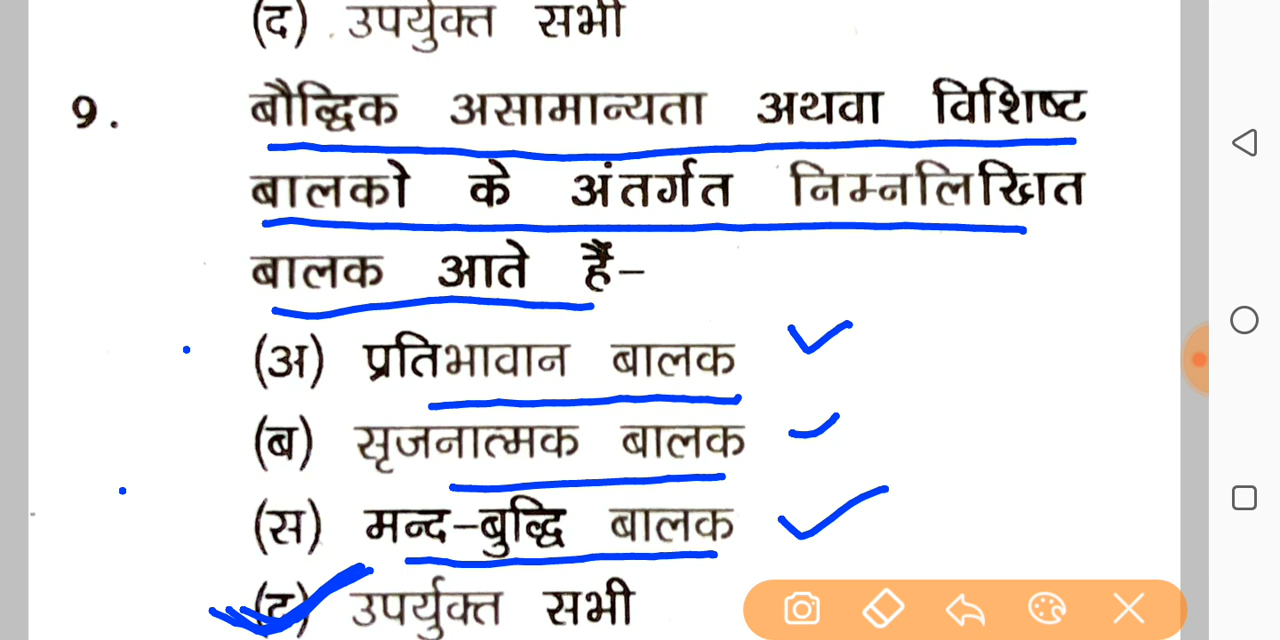 (द) उपर्युक्त सभी
9. बौद्धिक असामान्यता अथवा विशिष्ट
बालको के अंतर्गत निम्नलिखित
बालक आते हैं–
(अ) प्रतिभावान बालक
(ब) सृजनात्मक बालक
(स) मन्द–बुद्धि बालक
(द) उपर्युक्त सभी